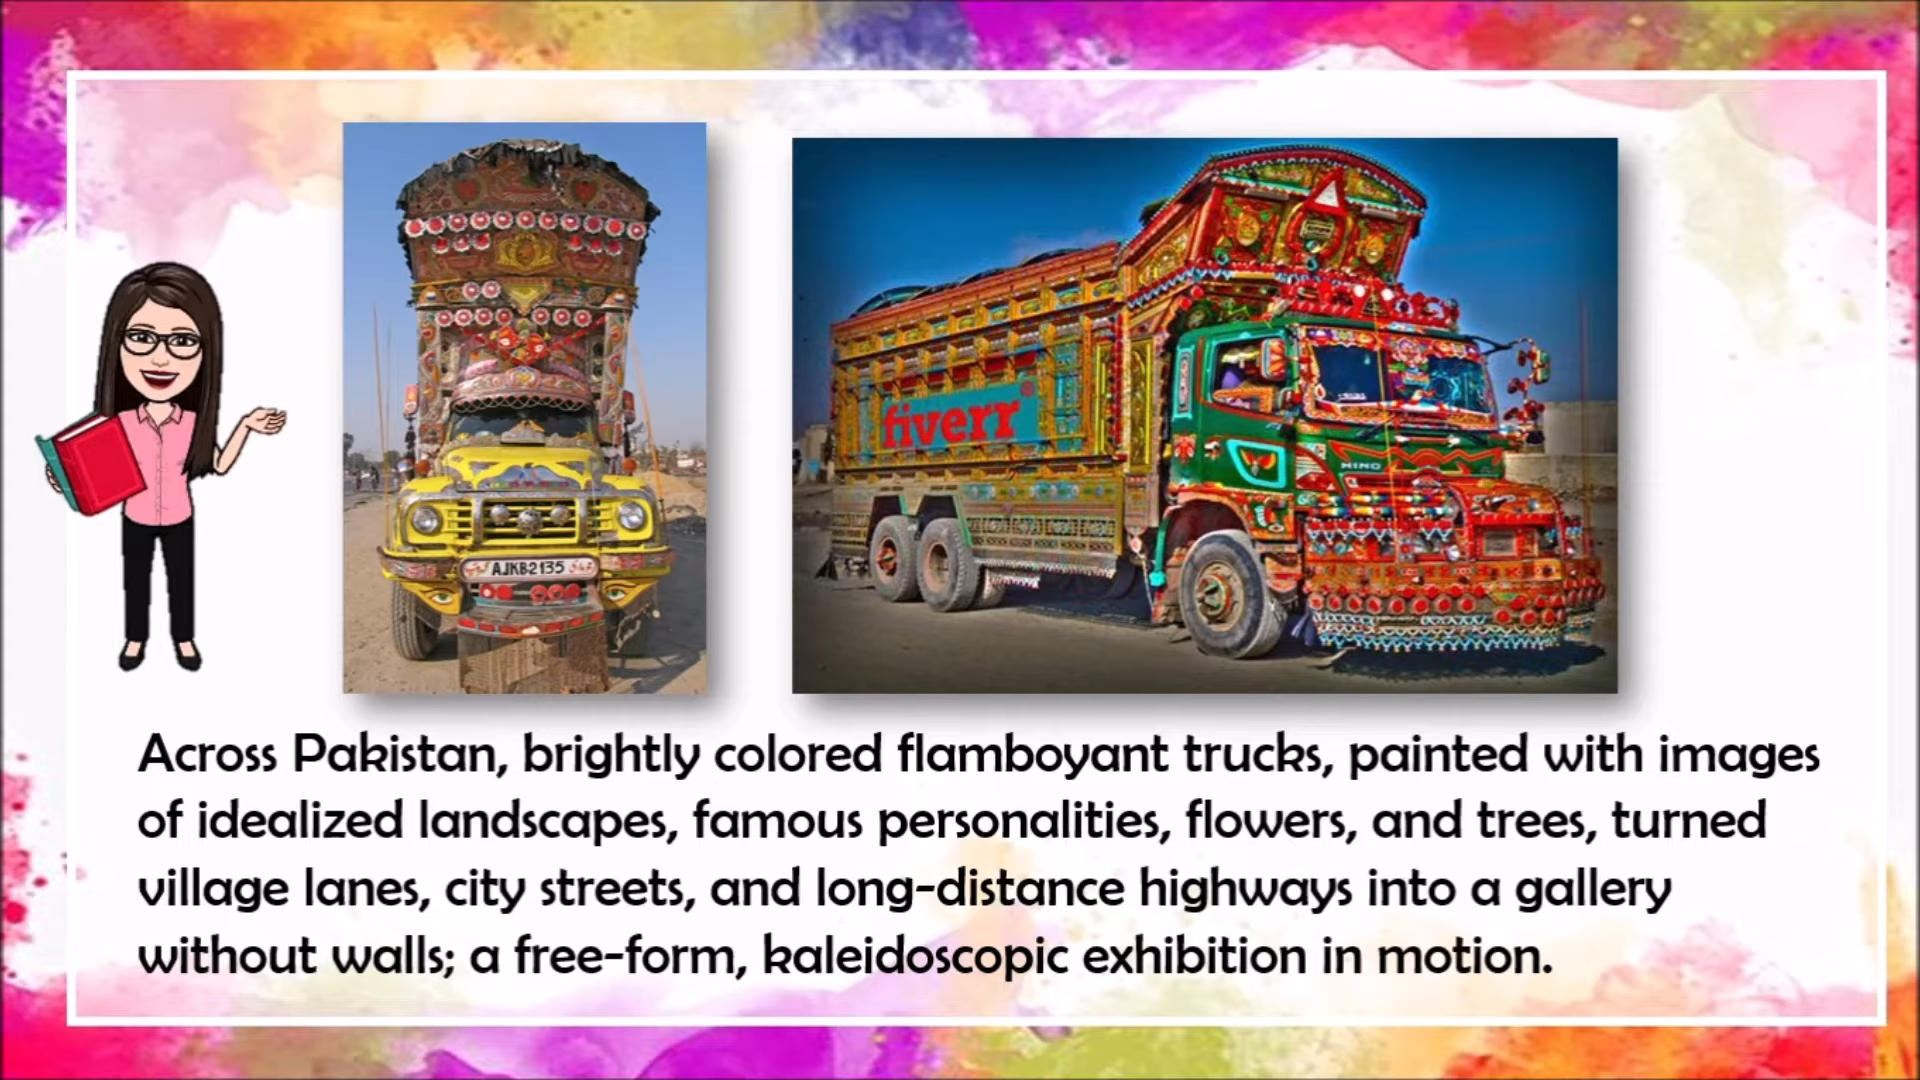 fiverr®
HINO
AJKB2135
Across Pakistan, brightly colored flamboyant trucks, painted with images
of idealized landscapes, famous personalities, flowers, and trees, turned
village lanes, city streets, and long-distance highways into a gallery
without walls; a free-form, kaleidoscopic exhibition in motion.